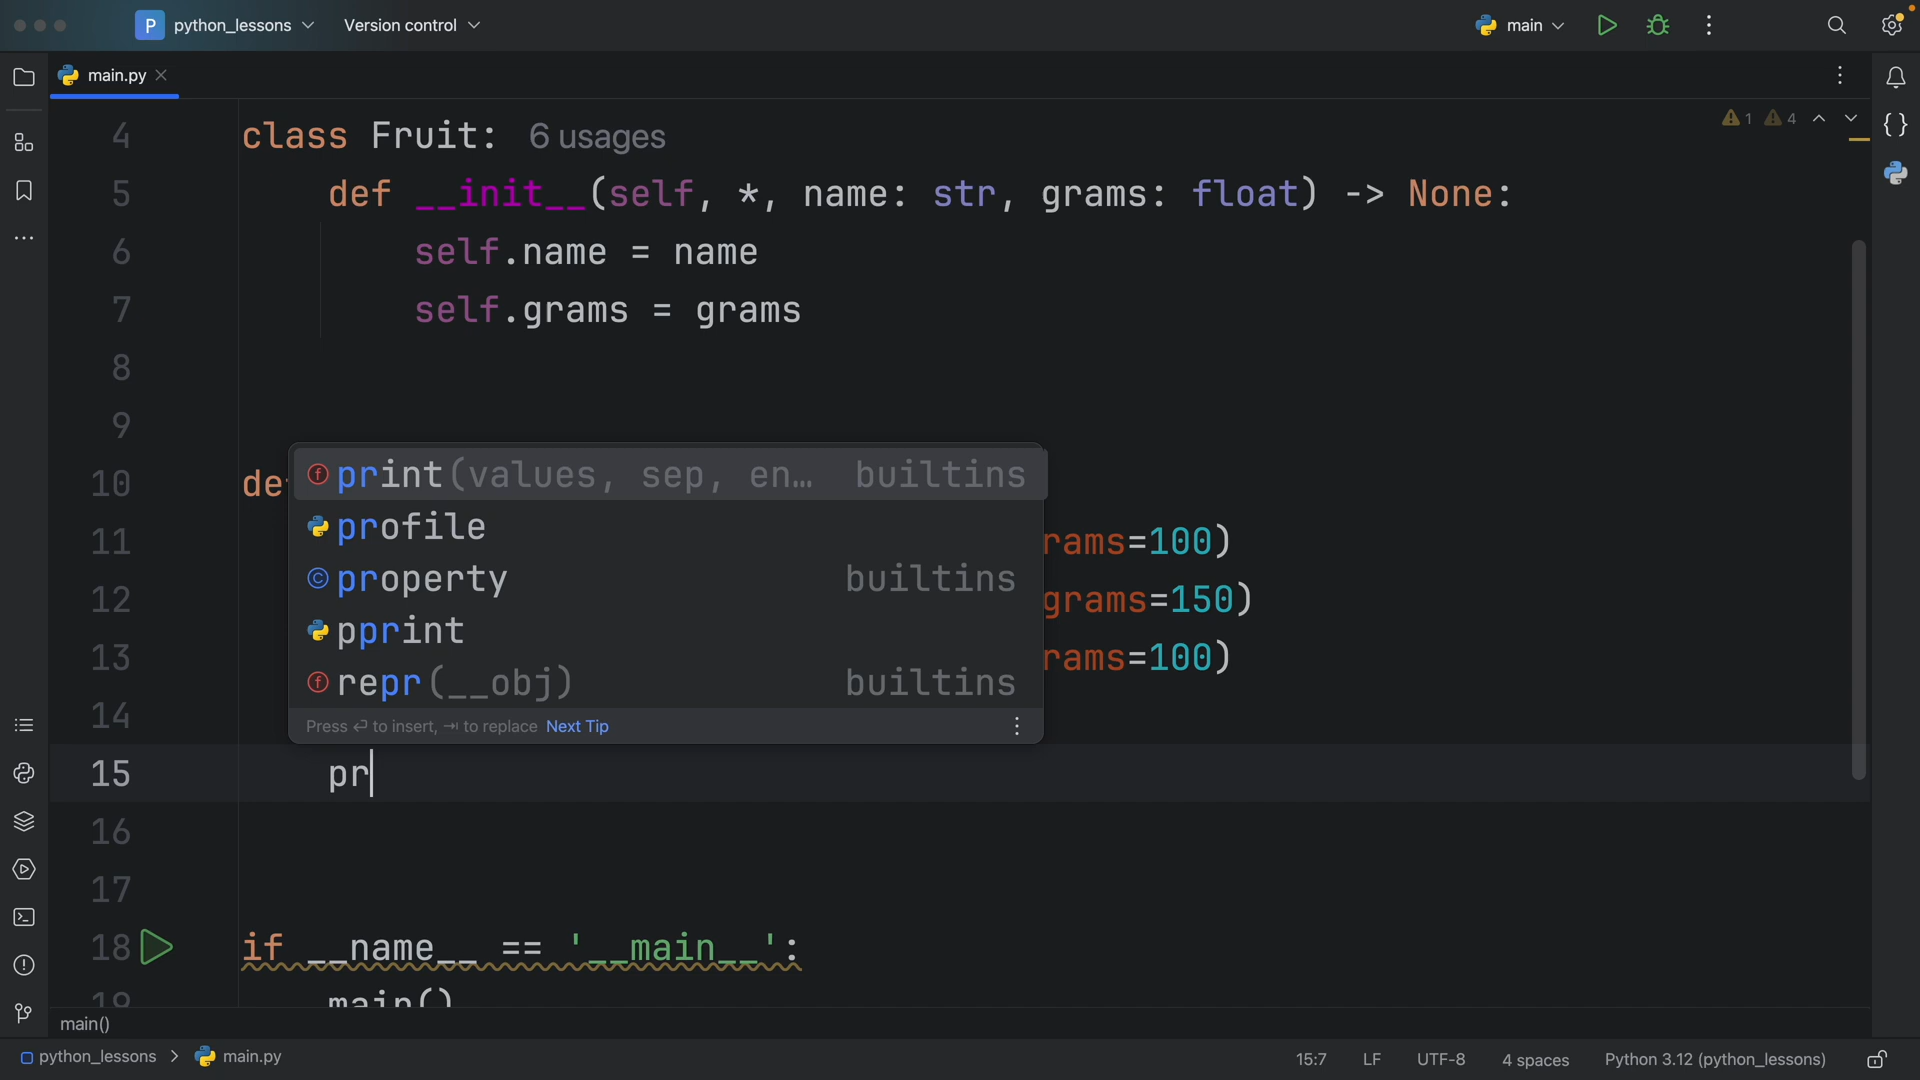 P python_lessons Version control main
main.py
1 4
4 class Fruit: 6 usages
5 def __init__(self, *, name: str, grams: float) -> None:
6 self.name = name
7 self.grams = grams
8
9
10 de
print(values, sep, en… builtins
11 rams=100)
profile
12 grams=150)
property builtins
13 rams=100)
pprint
repr(__obj) builtins
14
Press ⏎ to insert, ⇥ to replace Next Tip
15 pr
16
17
18 if __name__ == '__main__':
19 main()
main()
python_lessons > main.py 15:7 LF UTF-8 4 spaces Python 3.12 (python_lessons)